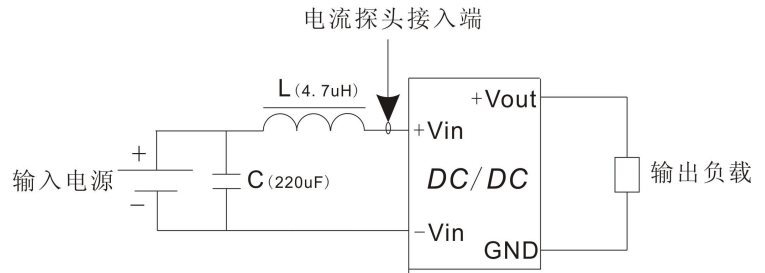 电流探头接入端
L(4.7uH)
+Vout
+Vin
+
输入电源
C(220uF)
DC/DC
输出负载
−
−Vin
GND